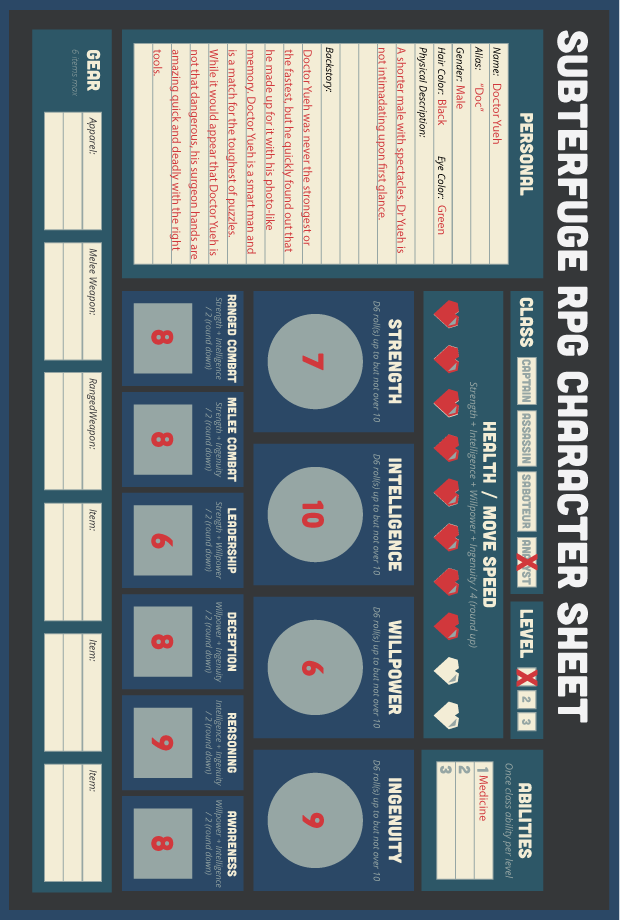 SUBTERFUGE RPG CHARACTER SHEET
PERSONAL
Name: Doctor Yueh
Alias: "Doc"
Gender: Male
Hair Color: Black Eye Color: Green
Physical Description:
A shorter male with spectacles, Dr Yueh is
not intimadating upon first glance.
Backstory:
Doctor Yueh was never the strongest or
the fastest, but he quickly found out that
he made up for it with his photo-like
memory. Doctor Yueh is a smart man and
is a match for the toughest of puzzles.
While it would appear that Doctor Yueh is
not that dangerous, his surgeon hands are
amazing quick and deadly with the right
tools.
CLASS CAPTAIN ASSASSIN SABOTEUR ANALYST
LEVEL X 2 3
HEALTH / MOVE SPEED
Strength + Intelligence + Willpower + Ingenuity / 4 (round up)
ABILITIES
Once class ability per level
1 Medicine
2
3
STRENGTH
D6 roll(s) up to but not over 10
7
INTELLIGENCE
D6 roll(s) up to but not over 10
10
WILLPOWER
D6 roll(s) up to but not over 10
6
INGENUITY
D6 roll(s) up to but not over 10
9
RANGED COMBAT
Strength + Intelligence
/ 2 (round down)
8
MELEE COMBAT
Strength + Ingenuity
/ 2 (round down)
8
LEADERSHIP
Strength + Willpower
/ 2 (round down)
6
DECEPTION
Willpower + Ingenuity
/ 2 (round down)
8
REASONING
Intelligence + Ingenuity
/ 2 (round down)
9
AWARENESS
Willpower + Intelligence
/ 2 (round down)
8
GEAR
6 items max
Apparel:
Melee Weapon:
RangedWeapon:
Item:
Item:
Item: